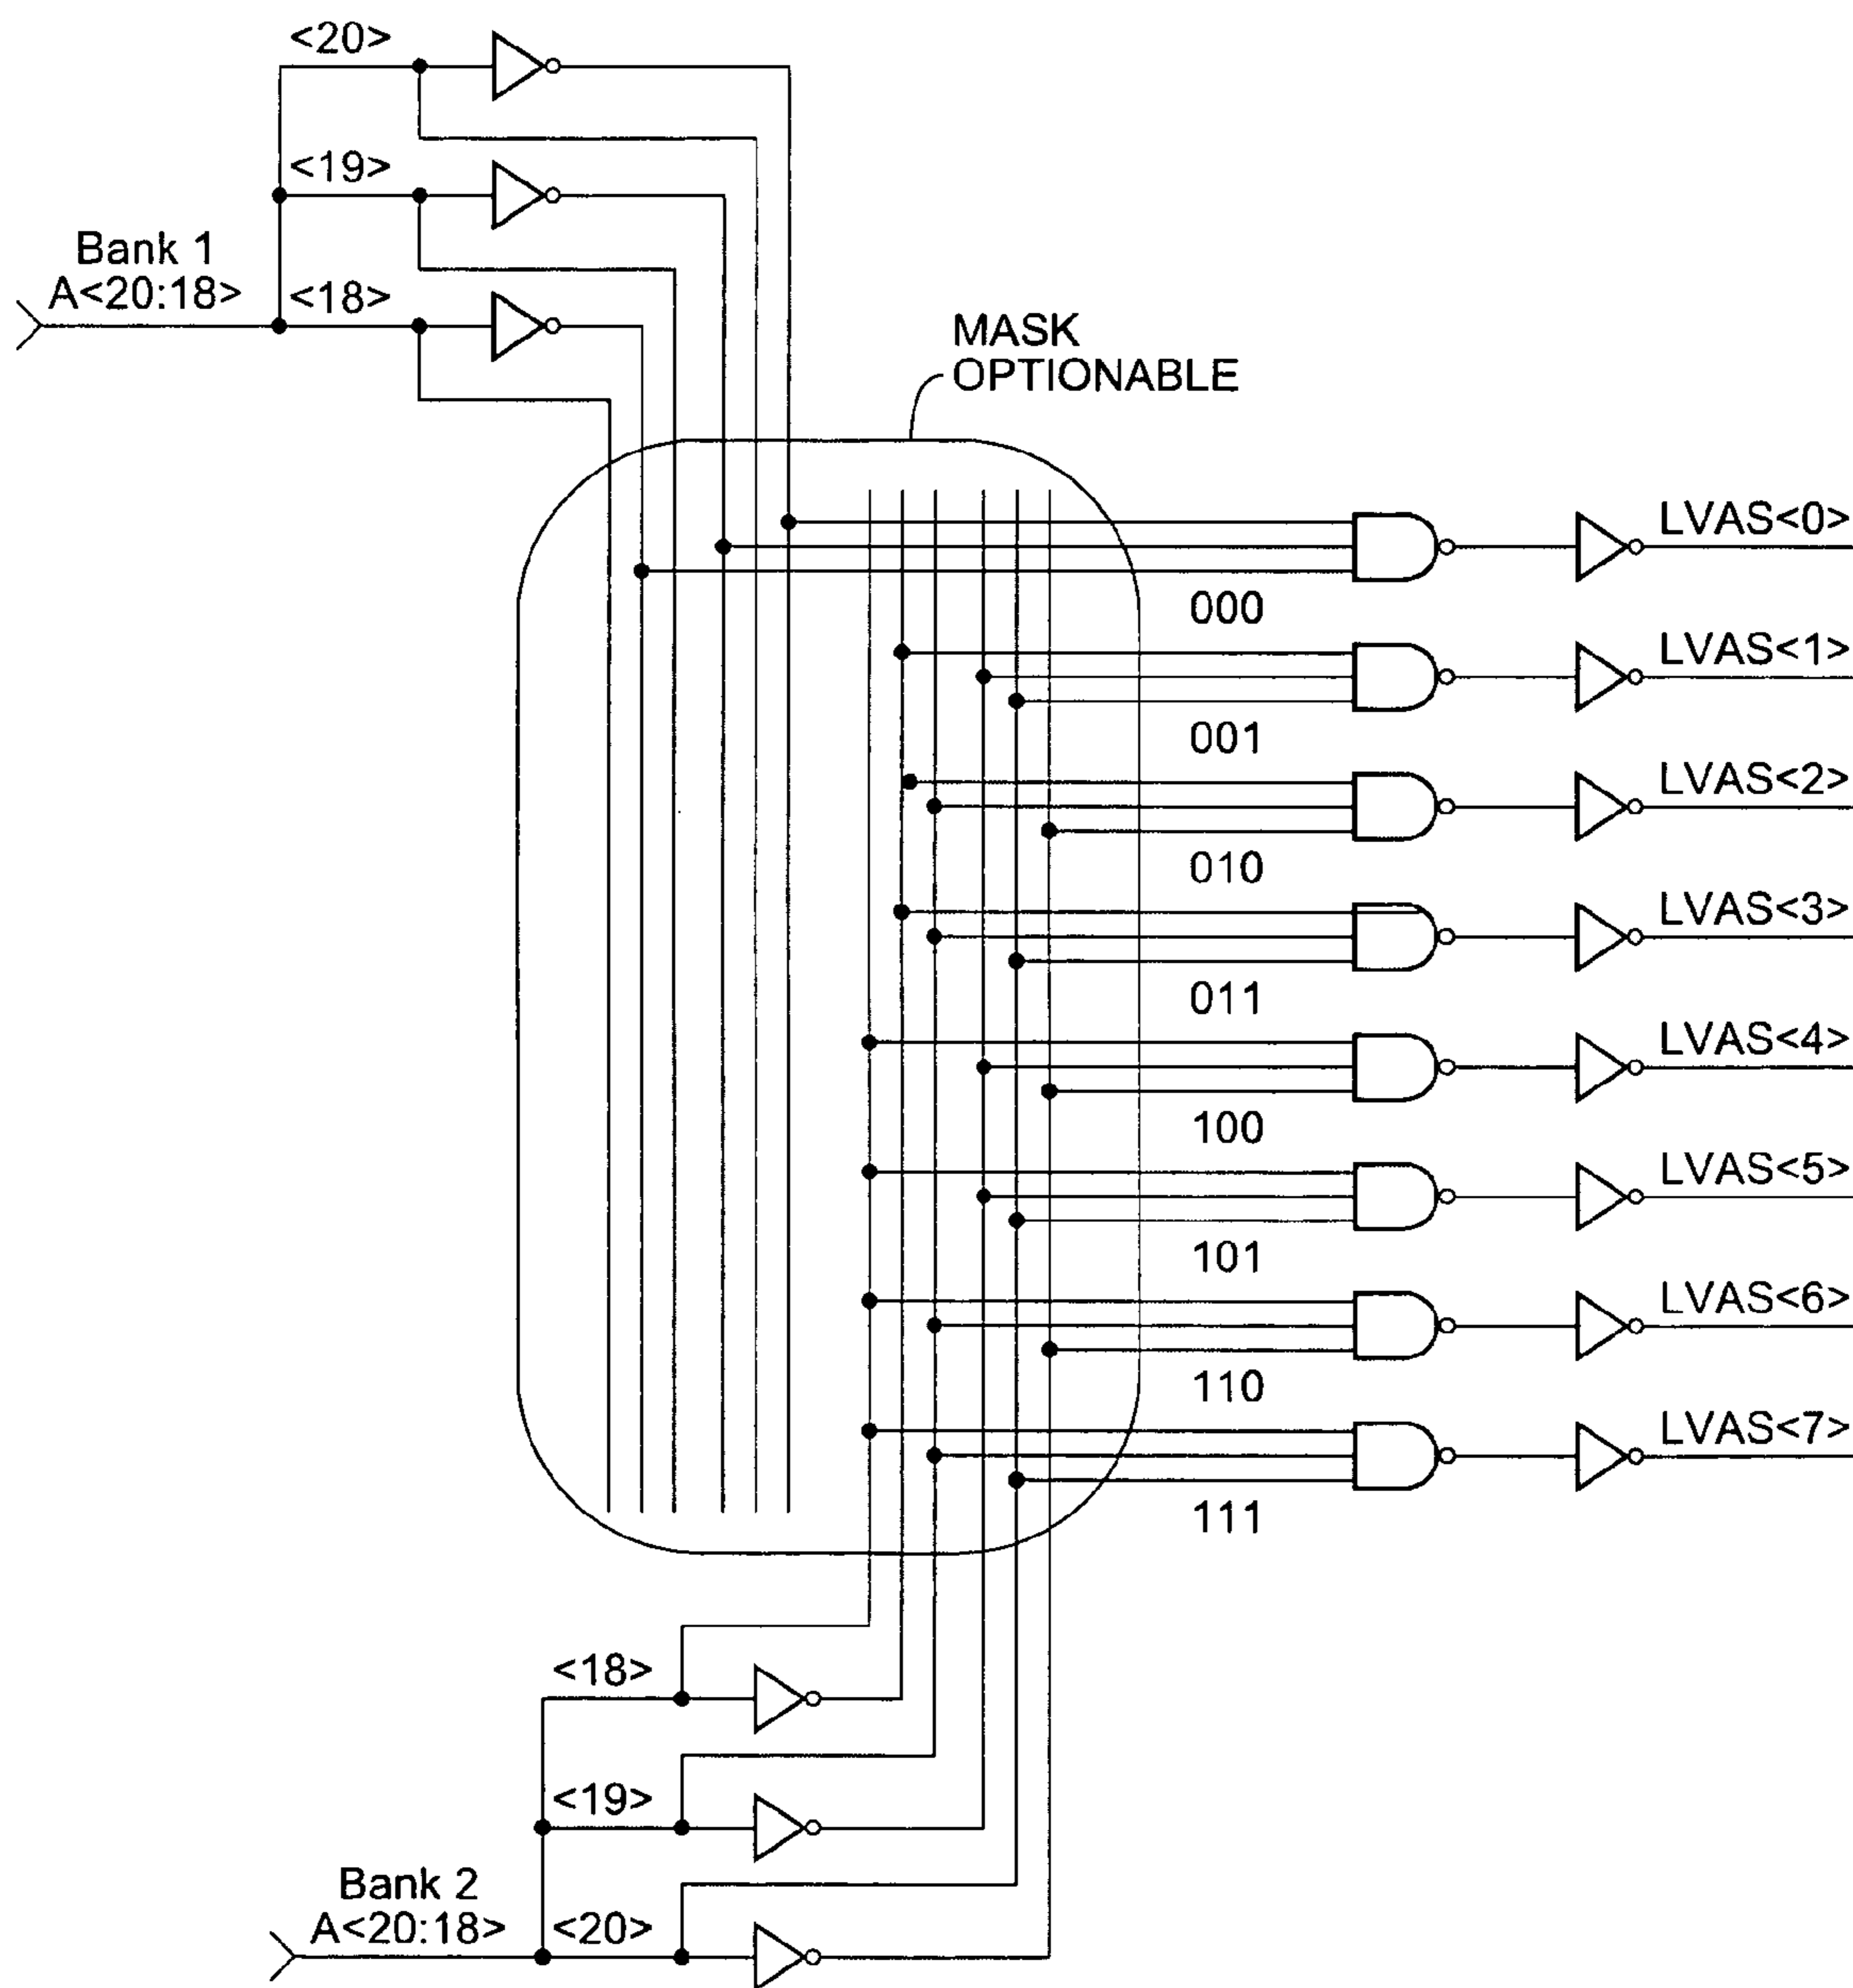 <20>
<19>
Bank 1
A<20:18>
<18>
MASK
OPTIONABLE
LVAS<0>
000
LVAS<1>
001
LVAS<2>
010
LVAS<3>
011
LVAS<4>
100
LVAS<5>
101
LVAS<6>
110
LVAS<7>
111
<18>
<19>
Bank 2
A<20:18>
<20>